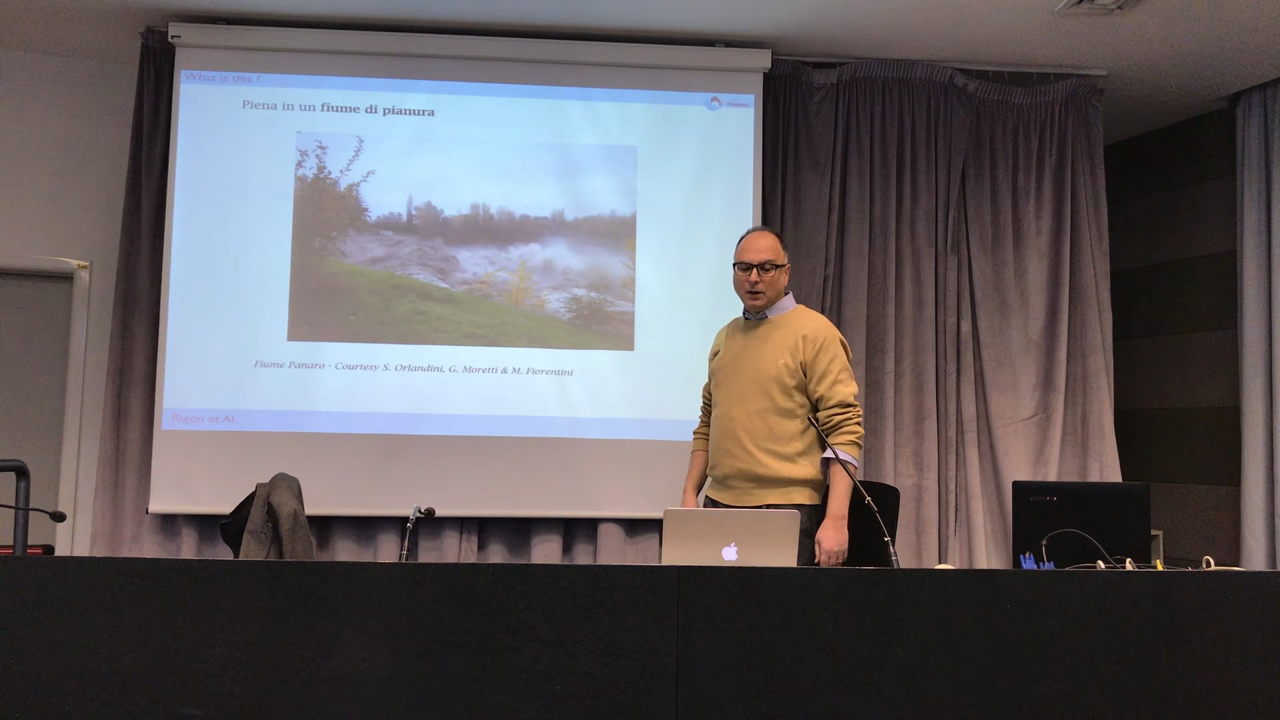 What is this ?
Piena in un fiume di pianura
Fiume Panaro - Courtesy S. Orlandini, G. Moretti & M. Fiorentini
Rigon et Al